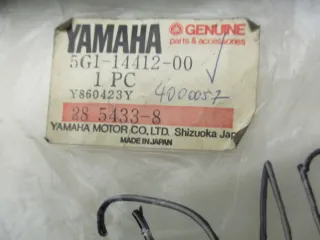 YAMAHA GENUINE
parts & accessories
5G1-14412-00
1 PC
Y860423Y 4000057
28 5433-8
YAMAHA MOTOR CO., LTD. Shizuoka Jap
MADE IN JAPAN